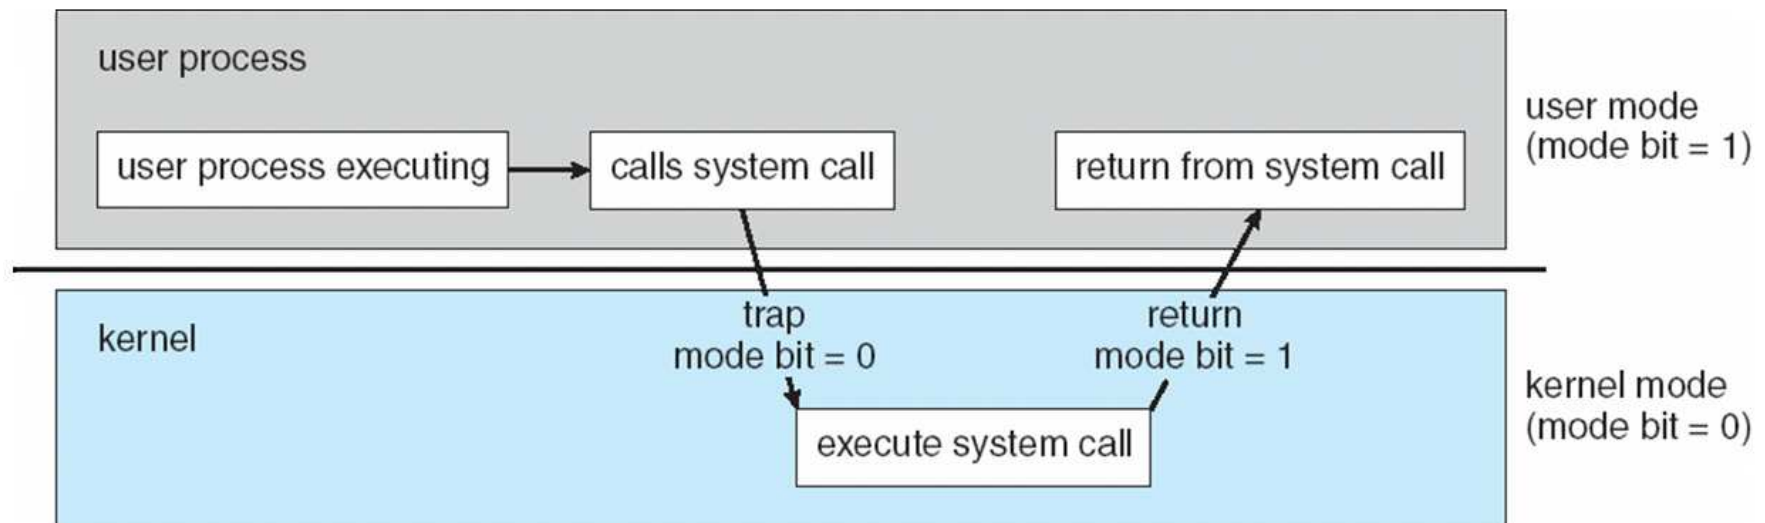 user process
user process executing
calls system call
return from system call
user mode
(mode bit = 1)
kernel
trap
mode bit = 0
return
mode bit = 1
execute system call
kernel mode
(mode bit = 0)